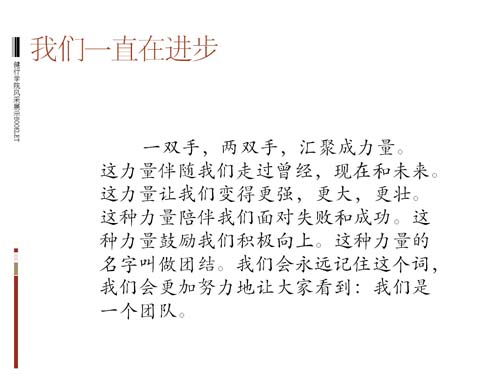 我们一直在进步
健行学院风采展示BOOKLET
一双手，两双手，汇聚成力量。
这力量伴随我们走过曾经，现在和未来。
这力量让我们变得更强，更大，更壮。
这种力量陪伴我们面对失败和成功。这
种力量鼓励我们积极向上。这种力量的
名字叫做团结。我们会永远记住这个词，
我们会更加努力地让大家看到：我们是
一个团队。